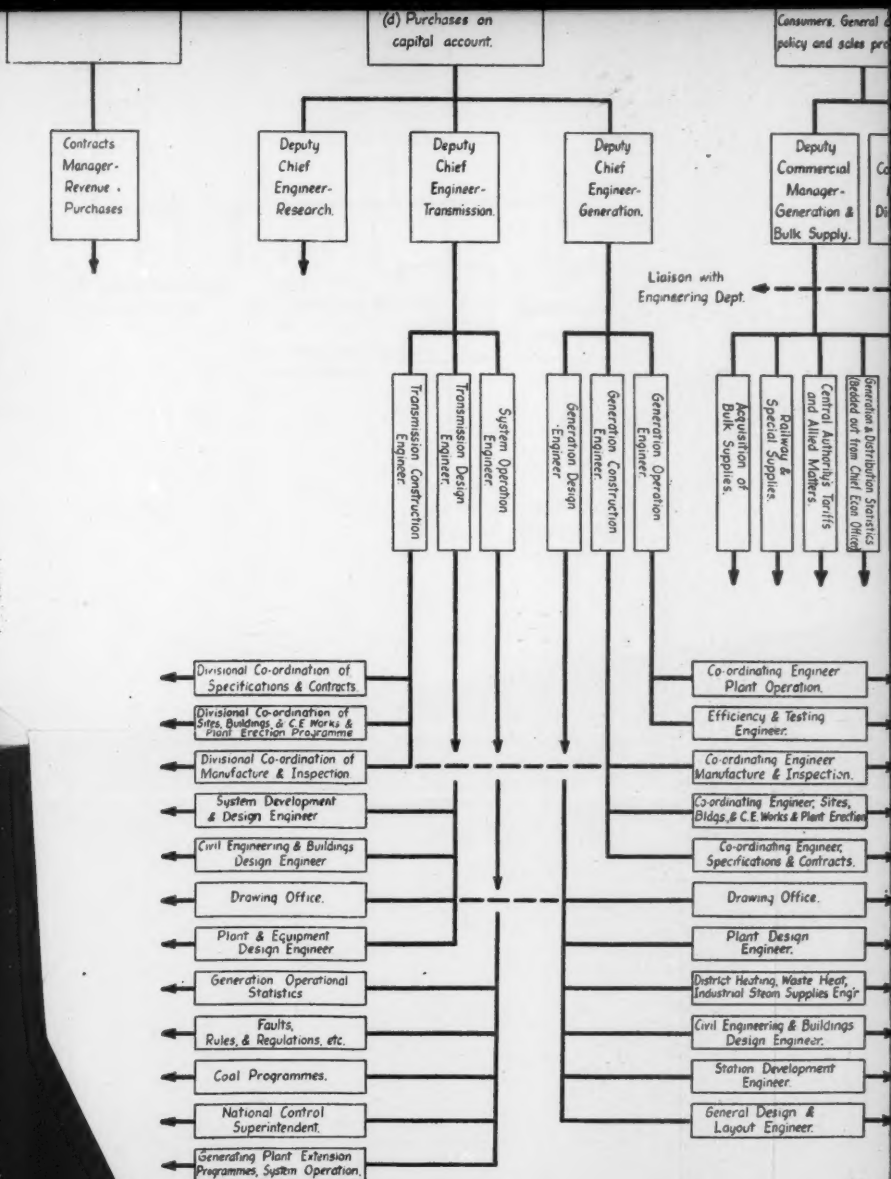 (d) Purchases on
capital account.
Consumers. General
policy and sales
Contracts
Manager-
Revenue .
Purchases
Deputy
Chief
Engineer-
Research.
Deputy
Chief
Engineer-
Transmission.
Deputy
Chief
Engineer-
Generation.
Deputy
Commercial
Manager-
Generation &
Bulk Supply.
Liaison with
Engineering Dept.
Transmission Construction
Engineer.
Transmission Design
Engineer.
System Operation
Engineer.
Generation Design
Engineer
Generation Construction
Engineer.
Generation Operation
Engineer.
Acquisition of
Bulk Supplies.
Railway &
Special Supplies.
Central Authority's Tariffs
and Allied Matters.
Generation & Distribution Statistics
(Bedded out from Chief Econ Office)
Divisional Co-ordination of
Specifications & Contracts.
Divisional Co-ordination of
Sites, Buildings, & C.E. Works &
Plant Erection Programme
Divisional Co-ordination of
Manufacture & Inspection.
System Development
& Design Engineer
Civil Engineering & Buildings
Design Engineer
Drawing Office.
Plant & Equipment
Design Engineer
Generation Operational
Statistics
Faults,
Rules, & Regulations, etc.
Coal Programmes.
National Control
Superintendent.
Generating Plant Extension
Programmes, System Operation.
Co-ordinating Engineer
Plant Operation.
Efficiency & Testing
Engineer.
Co-ordinating Engineer
Manufacture & Inspection.
Co-ordinating Engineer, Sites,
Bldgs, & C.E. Works & Plant Erection
Co-ordinating Engineer,
Specifications & Contracts.
Drawing Office.
Plant Design
Engineer.
District Heating, Waste Heat,
Industrial Steam Supplies Eng'r
Civil Engineering & Buildings
Design Engineer.
Station Development
Engineer.
General Design &
Layout Engineer.